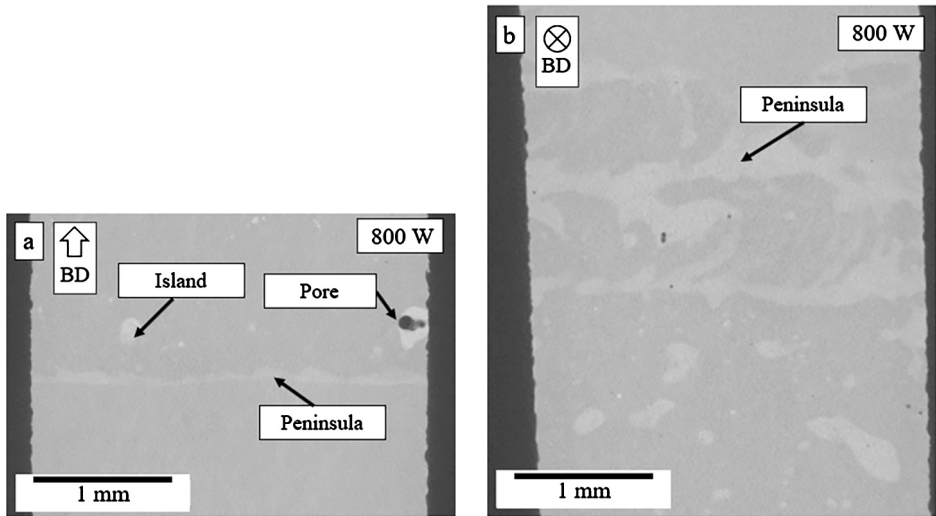 a
BD
800 W
Island
Pore
Peninsula
1 mm
b
BD
800 W
Peninsula
1 mm